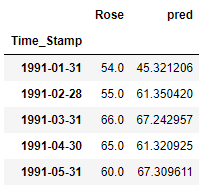 Rose pred
Time_Stamp
1991-01-31 54.0 45.321206
1991-02-28 55.0 61.350420
1991-03-31 66.0 67.242957
1991-04-30 65.0 61.320925
1991-05-31 60.0 67.309611